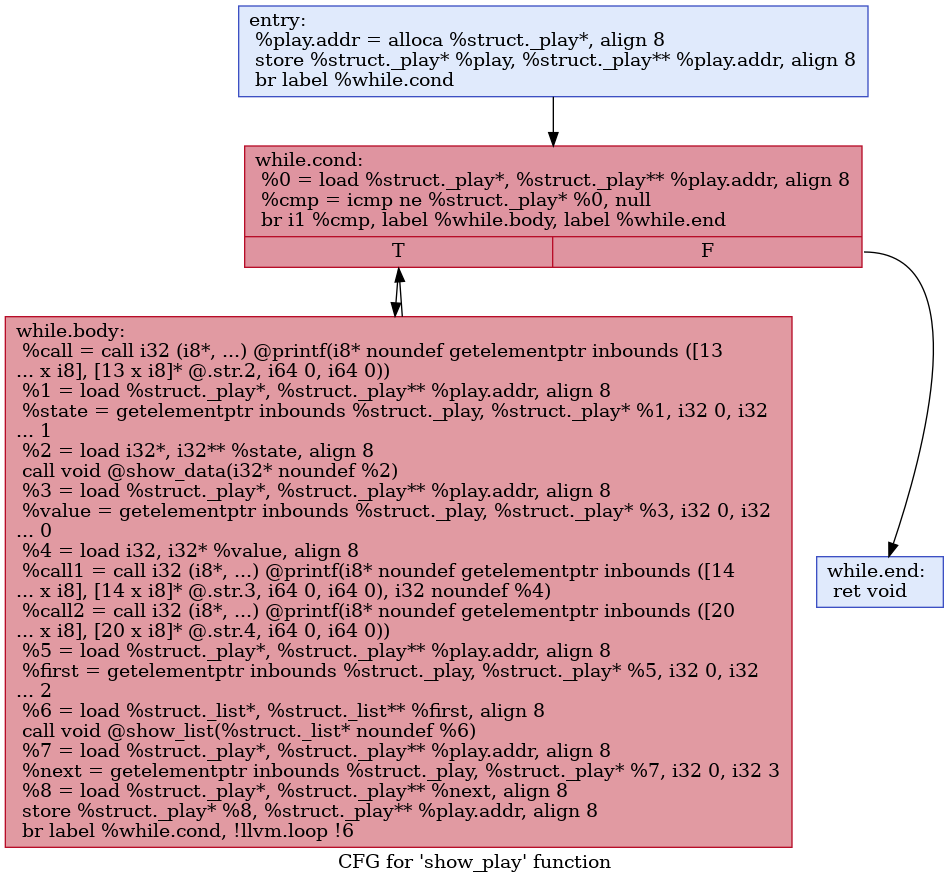 entry:
%play.addr = alloca %struct._play*, align 8
store %struct._play* %play, %struct._play** %play.addr, align 8
br label %while.cond
while.cond:
%0 = load %struct._play*, %struct._play** %play.addr, align 8
%cmp = icmp ne %struct._play* %0, null
br i1 %cmp, label %while.body, label %while.end
T F
while.body:
%call = call i32 (i8*, ...) @printf(i8* noundef getelementptr inbounds ([13
... x i8], [13 x i8]* @.str.2, i64 0, i64 0))
%1 = load %struct._play*, %struct._play** %play.addr, align 8
%state = getelementptr inbounds %struct._play, %struct._play* %1, i32 0, i32
... 1
%2 = load i32*, i32** %state, align 8
call void @show_data(i32* noundef %2)
%3 = load %struct._play*, %struct._play** %play.addr, align 8
%value = getelementptr inbounds %struct._play, %struct._play* %3, i32 0, i32
... 0
%4 = load i32, i32* %value, align 8
%call1 = call i32 (i8*, ...) @printf(i8* noundef getelementptr inbounds ([14
... x i8], [14 x i8]* @.str.3, i64 0, i64 0), i32 noundef %4)
%call2 = call i32 (i8*, ...) @printf(i8* noundef getelementptr inbounds ([20
... x i8], [20 x i8]* @.str.4, i64 0, i64 0))
%5 = load %struct._play*, %struct._play** %play.addr, align 8
%first = getelementptr inbounds %struct._play, %struct._play* %5, i32 0, i32
... 2
%6 = load %struct._list*, %struct._list** %first, align 8
call void @show_list(%struct._list* noundef %6)
%7 = load %struct._play*, %struct._play** %play.addr, align 8
%next = getelementptr inbounds %struct._play, %struct._play* %7, i32 0, i32 3
%8 = load %struct._play*, %struct._play** %next, align 8
store %struct._play* %8, %struct._play** %play.addr, align 8
br label %while.cond, !llvm.loop !6
while.end:
ret void
CFG for 'show_play' function